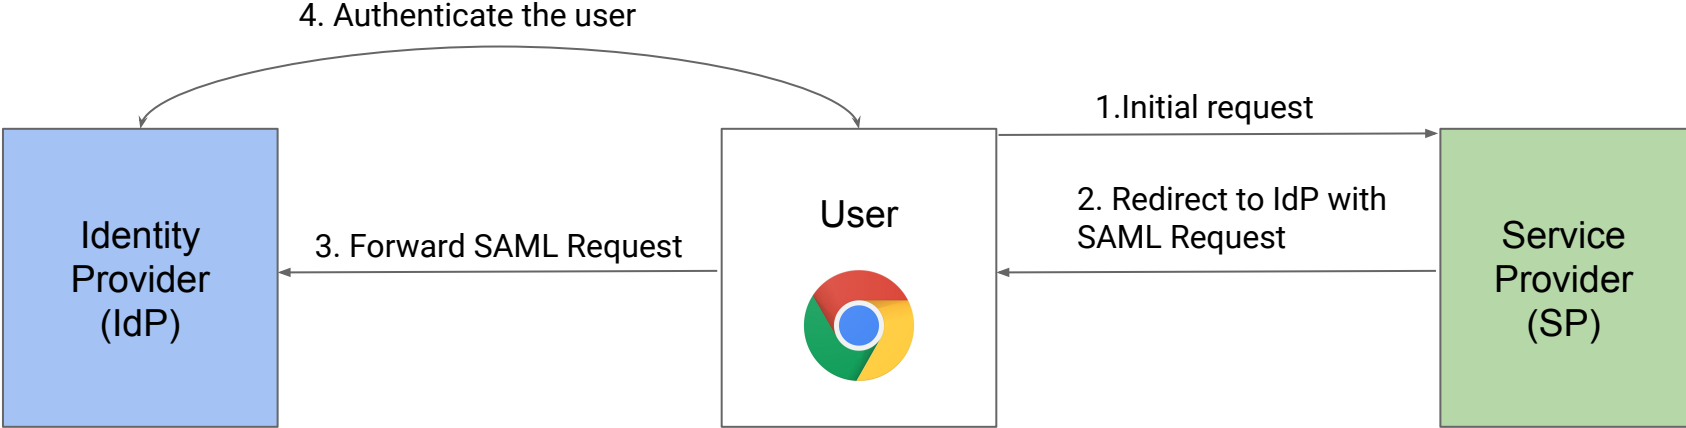 4. Authenticate the user
1.Initial request
2. Redirect to IdP with
SAML Request
3. Forward SAML Request
Identity
Provider
(IdP)
User
Service
Provider
(SP)